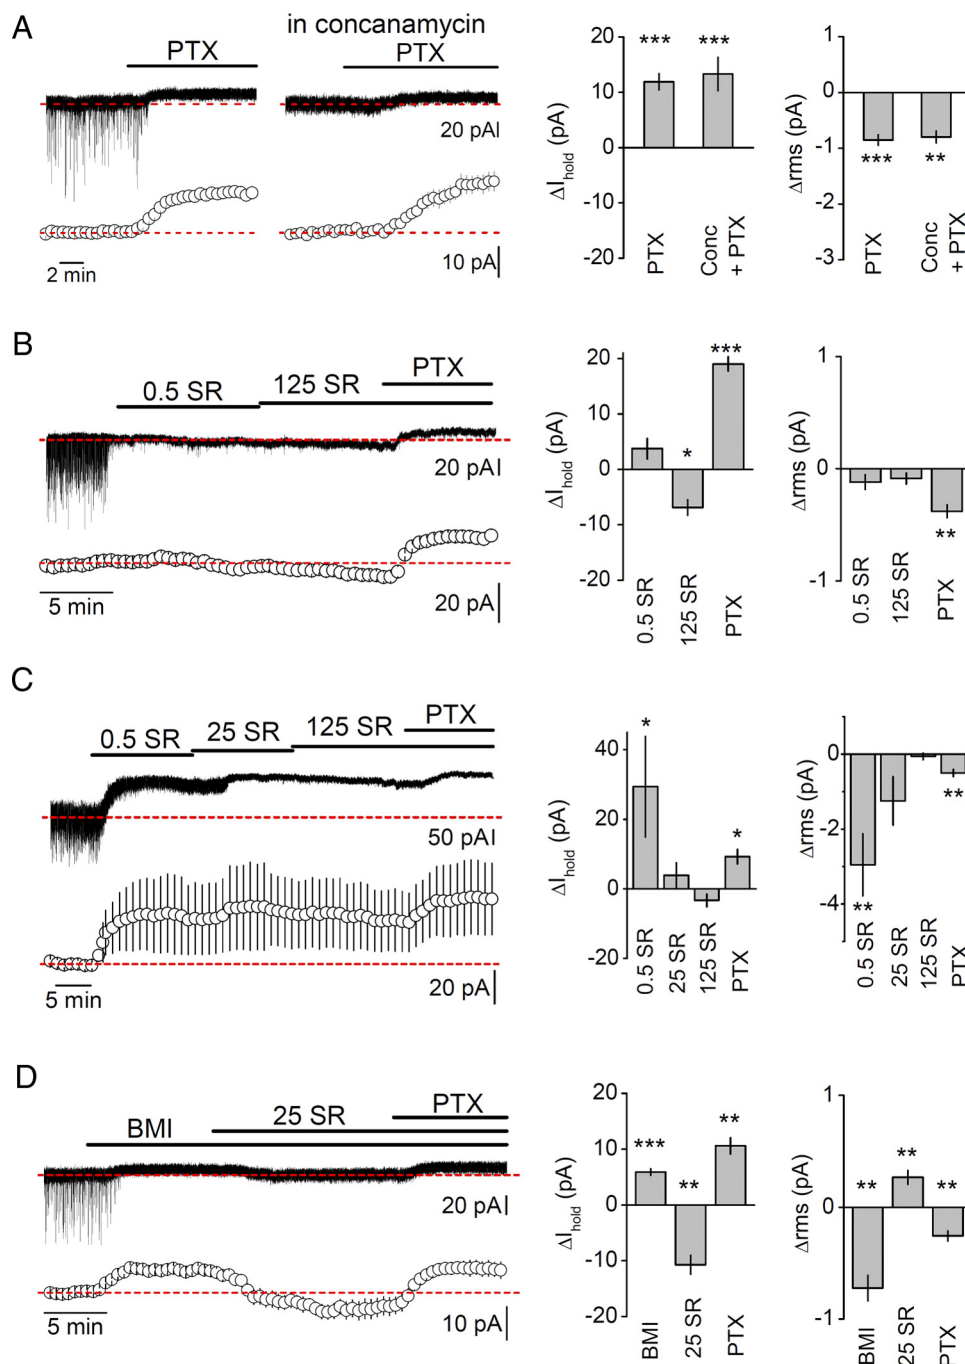 A
in concanamycin
PTX
PTX
20 pA
10 pA
2 min
20
10
0
-10
-20
ΔIhold (pA)
***
***
PTX
Conc
+ PTX
0
-1
-2
-3
Δrms (pA)
***
**
PTX
Conc
+ PTX
B
0.5 SR
125 SR
PTX
20 pA
20 pA
5 min
20
10
0
-10
-20
ΔIhold (pA)
*
***
0.5 SR
125 SR
PTX
1
0
-1
Δrms (pA)
**
0.5 SR
125 SR
PTX
C
0.5 SR
25 SR
125 SR
PTX
50 pA
20 pA
5 min
40
20
0
-20
ΔIhold (pA)
*
*
0.5 SR
25 SR
125 SR
PTX
0
-2
-4
Δrms (pA)
**
**
0.5 SR
25 SR
125 SR
PTX
D
BMI
25 SR
PTX
20 pA
10 pA
5 min
20
10
0
-10
-20
ΔIhold (pA)
***
**
**
BMI
25 SR
PTX
1
0
-1
Δrms (pA)
**
**
**
BMI
25 SR
PTX